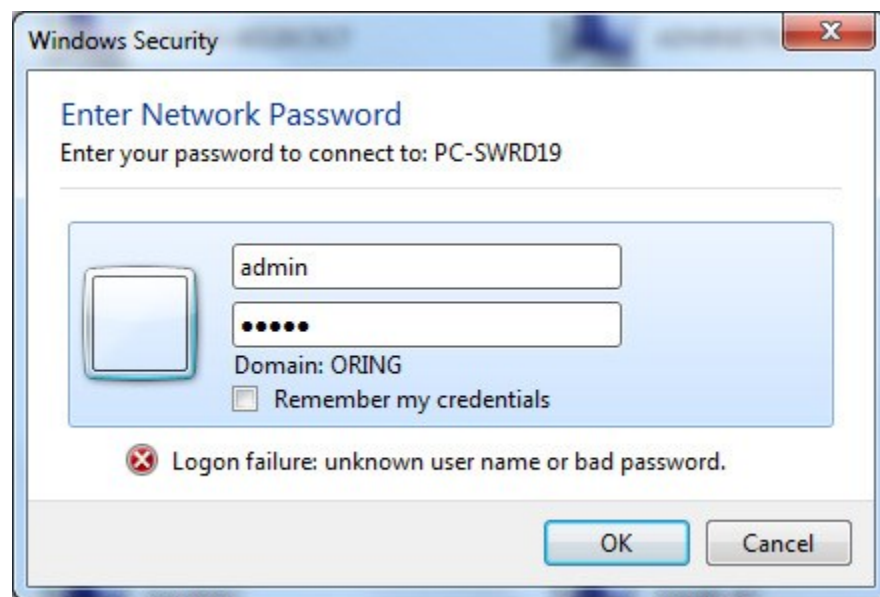 Windows Security
Enter Network Password
Enter your password to connect to: PC-SWRD19
admin
•••••
Domain: ORING
Remember my credentials
Logon failure: unknown user name or bad password.
OK
Cancel